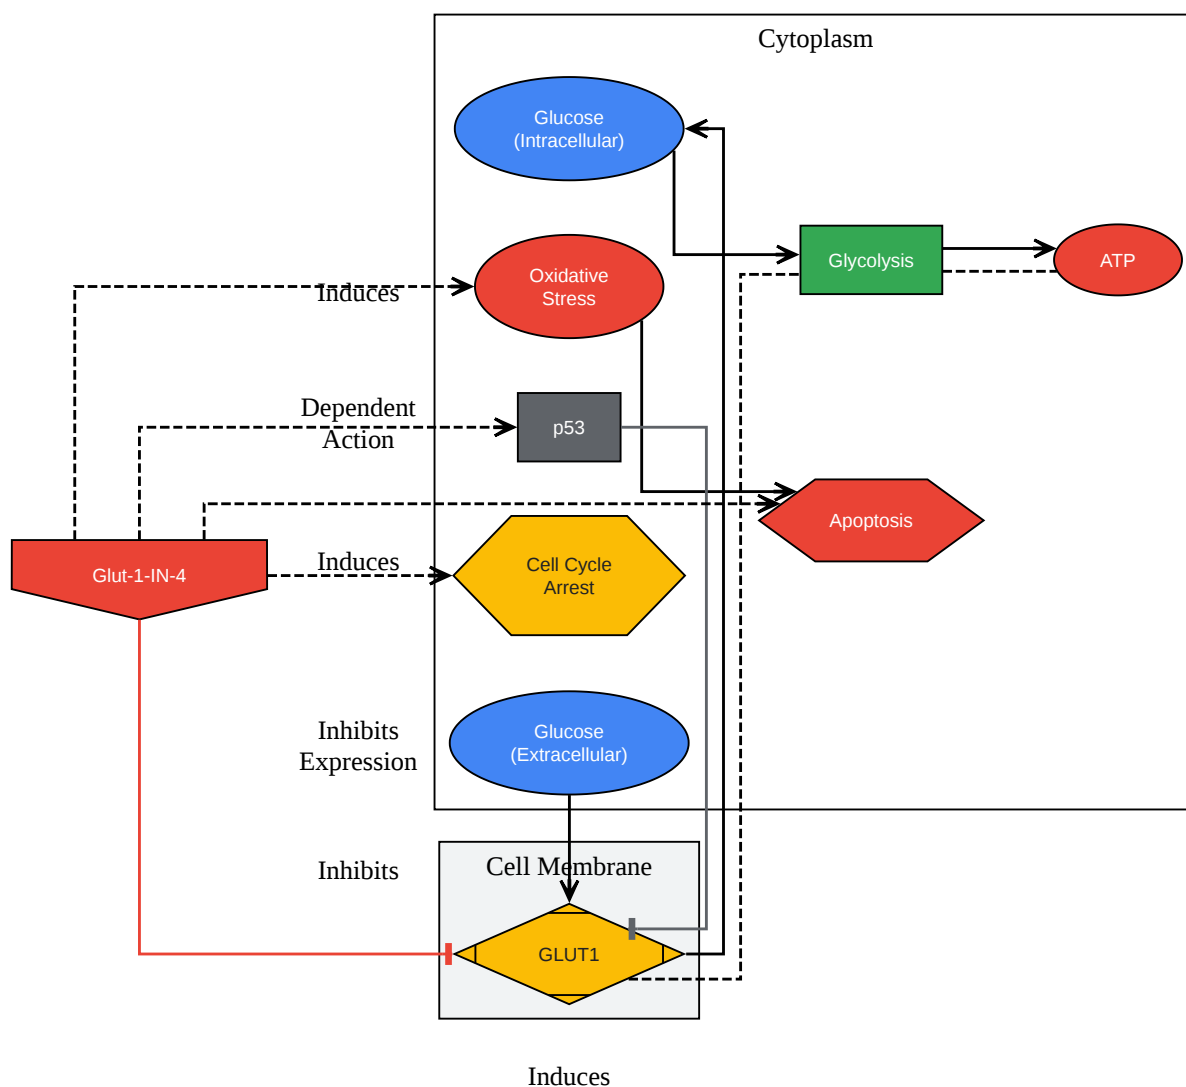 Cytoplasm
Glucose
(Intracellular)
Glycolysis
ATP
Oxidative
Stress
Induces
Dependent
Action
p53
Apoptosis
Glut-1-IN-4
Induces
Cell Cycle
Arrest
Inhibits
Expression
Glucose
(Extracellular)
Inhibits
Cell Membrane
GLUT1
Induces